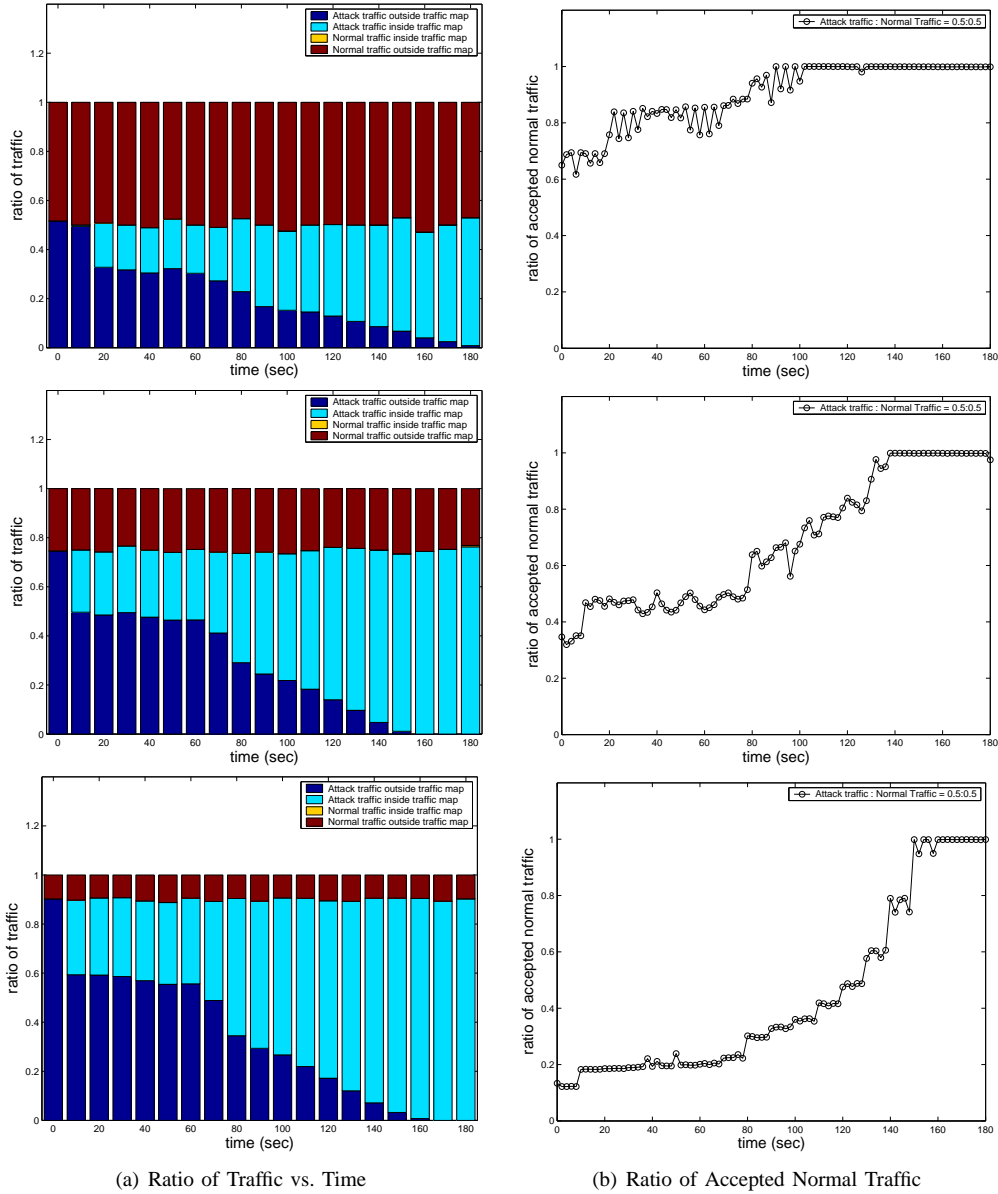 Attack traffic outside traffic map
Attack traffic inside traffic map
Normal traffic inside traffic map
Normal traffic outside traffic map
1.2
1
0.8
0.6
0.4
0.2
0
ratio of traffic
0 20 40 60 80 100 120 140 160 180
time (sec)
Attack traffic : Normal Traffic = 0.5:0.5
1
0.8
0.6
0.4
0.2
0
ratio of accepted normal traffic
0 20 40 60 80 100 120 140 160 180
time (sec)
Attack traffic outside traffic map
Attack traffic inside traffic map
Normal traffic inside traffic map
Normal traffic outside traffic map
1.2
1
0.8
0.6
0.4
0.2
0
ratio of traffic
0 20 40 60 80 100 120 140 160 180
time (sec)
Attack traffic : Normal Traffic = 0.5:0.5
1
0.8
0.6
0.4
0.2
0
ratio of accepted normal traffic
0 20 40 60 80 100 120 140 160 180
time (sec)
Attack traffic outside traffic map
Attack traffic inside traffic map
Normal traffic inside traffic map
Normal traffic outside traffic map
1.2
1
0.8
0.6
0.4
0.2
0
ratio of traffic
0 20 40 60 80 100 120 140 160 180
time (sec)
Attack traffic : Normal Traffic = 0.5:0.5
1
0.8
0.6
0.4
0.2
0
ratio of accepted normal traffic
0 20 40 60 80 100 120 140 160 180
time (sec)
(a) Ratio of Traffic vs. Time
(b) Ratio of Accepted Normal Traffic